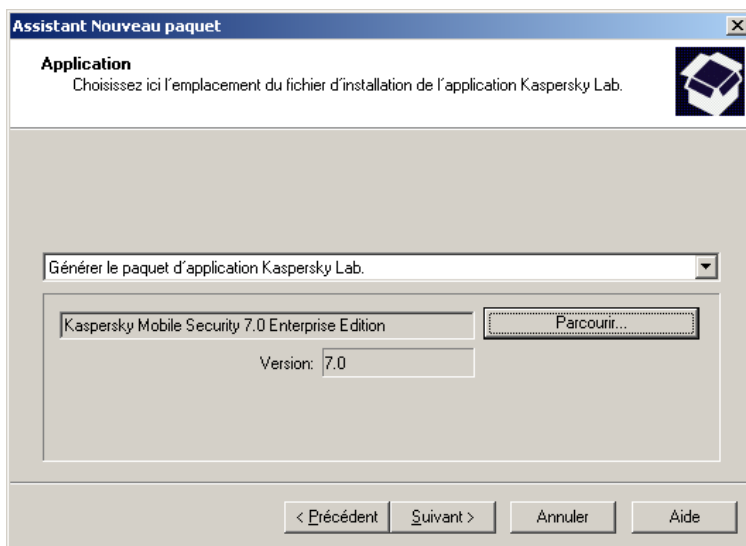 Assistant Nouveau paquet
Application
Choisissez ici l'emplacement du fichier d'installation de l'application Kaspersky Lab.
Générer le paquet d'application Kaspersky Lab.
Kaspersky Mobile Security 7.0 Enterprise Edition
Parcourir...
Version: 7.0
< Précédent
Suivant >
Annuler
Aide